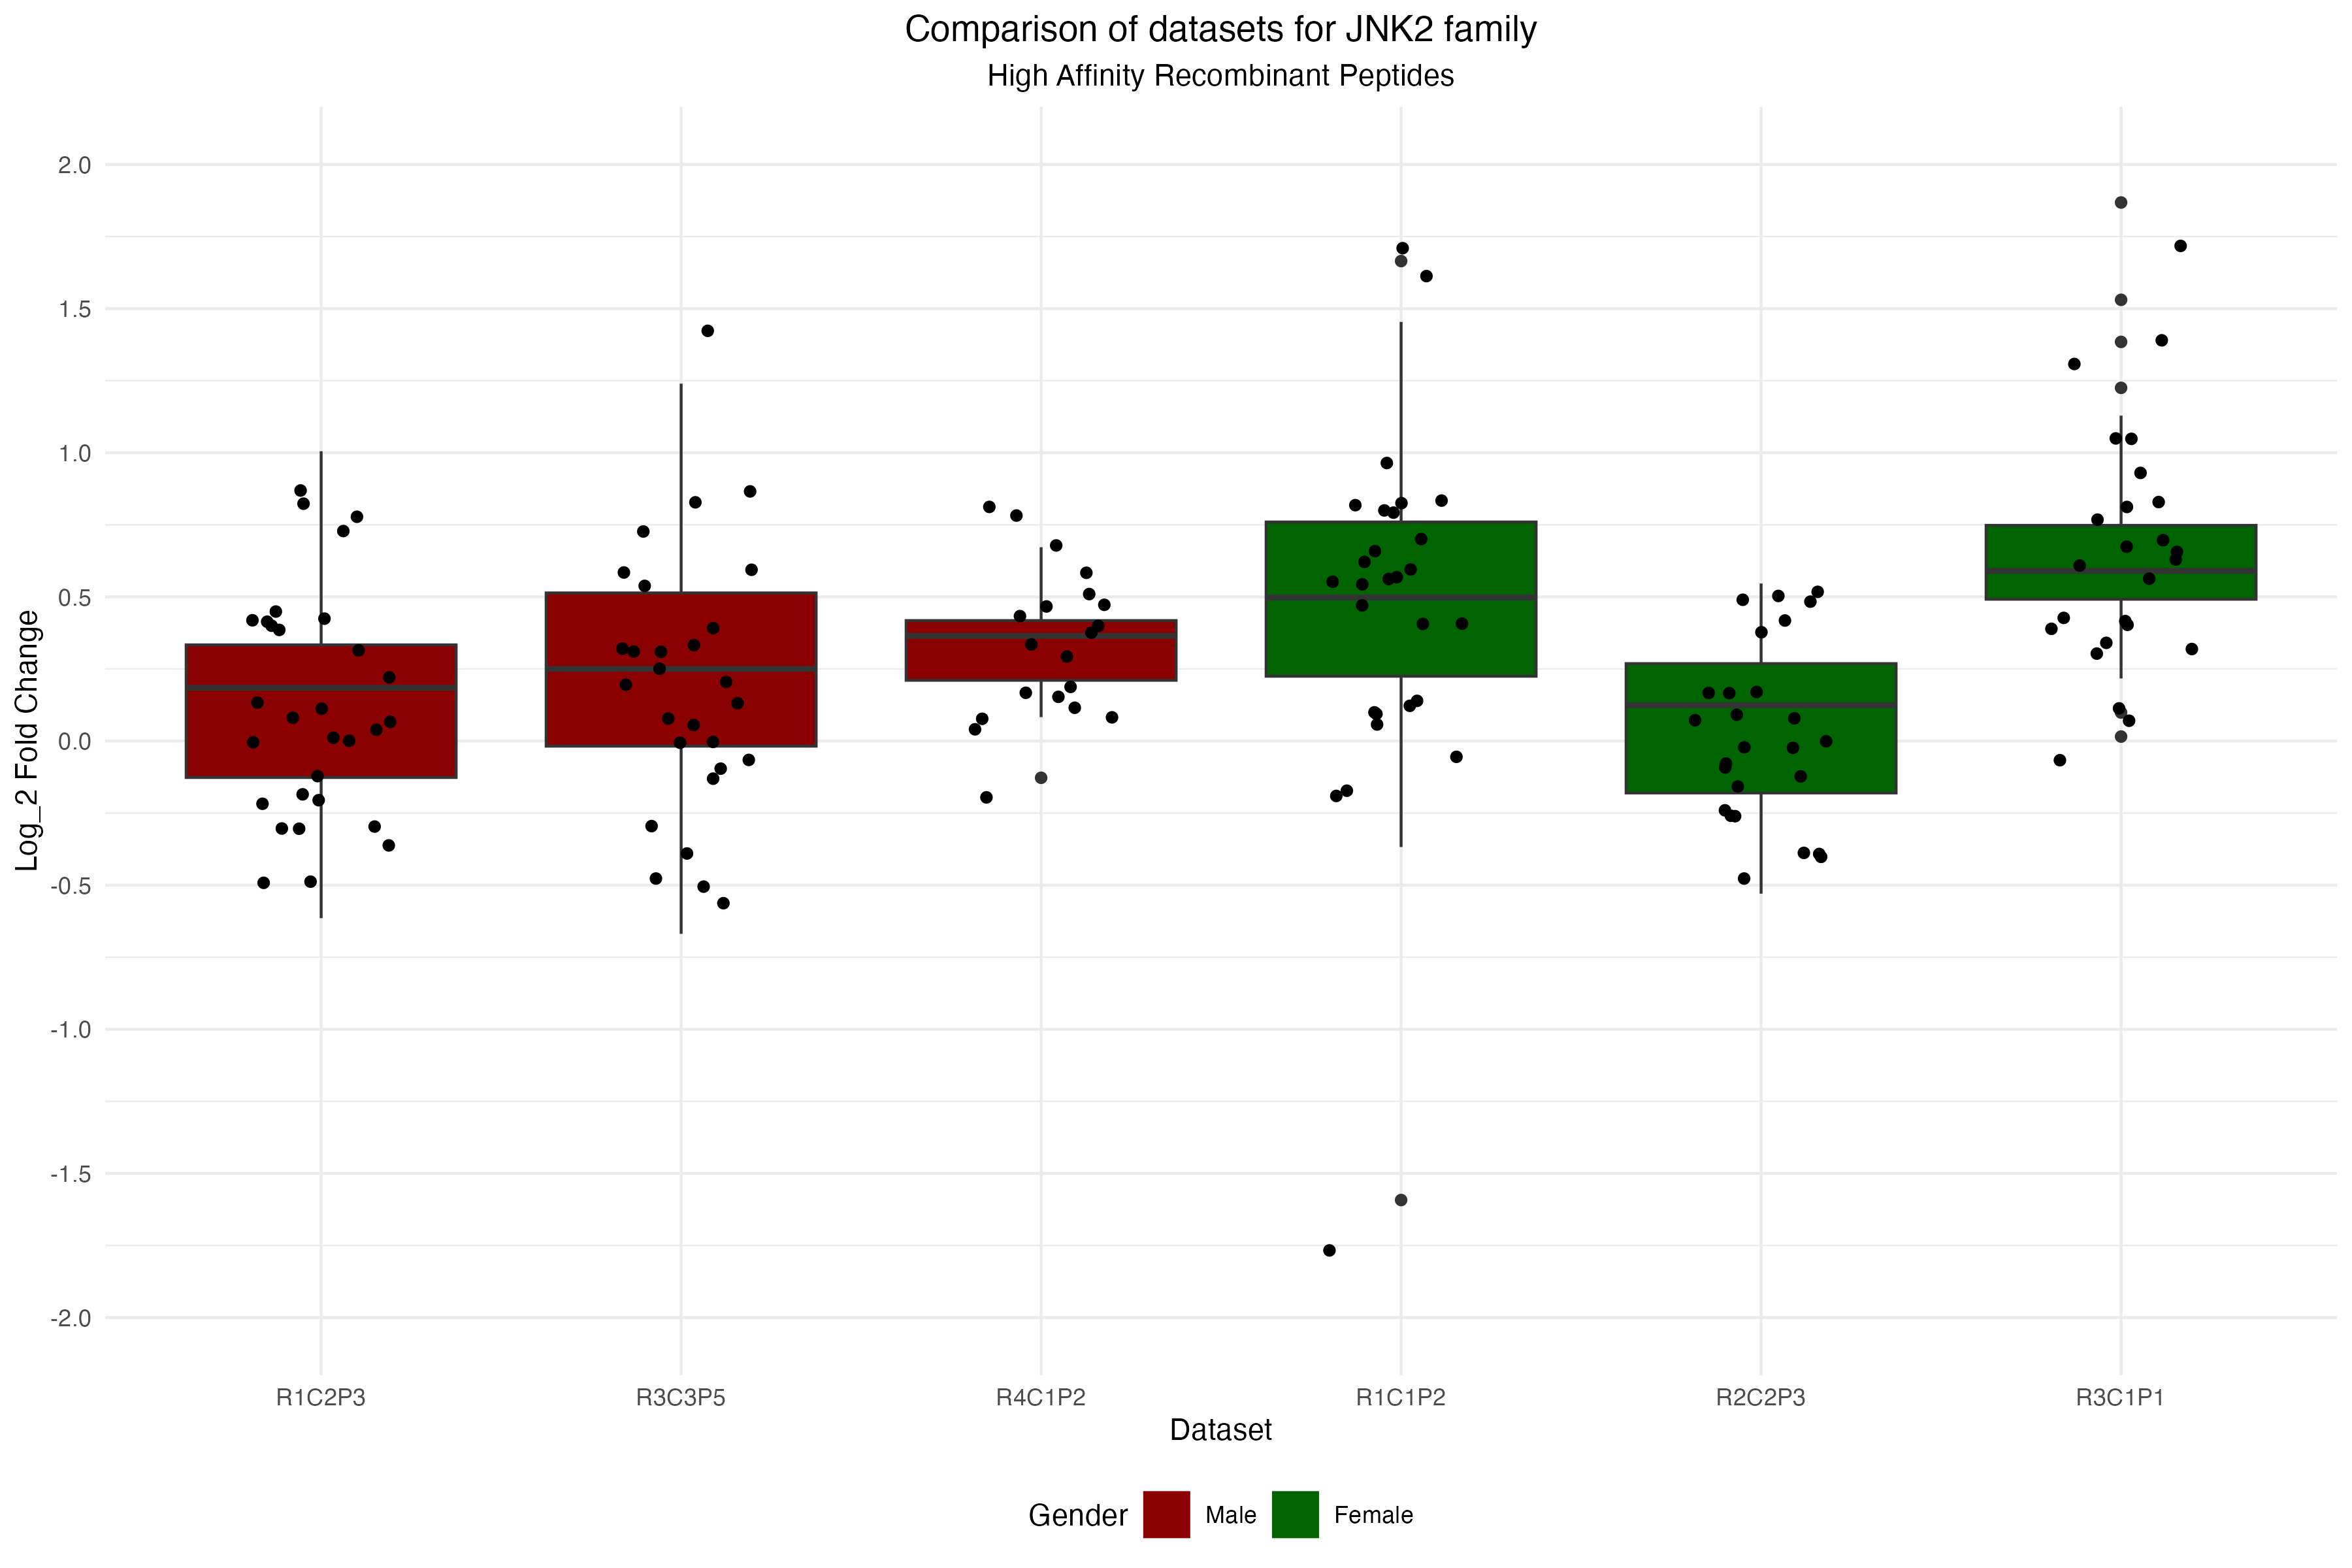 Comparison of datasets for JNK2 family
High Affinity Recombinant Peptides
Log_2 Fold Change
2.0
1.5
1.0
0.5
0.0
-0.5
-1.0
-1.5
-2.0
R1C2P3 R3C3P5 R4C1P2 R1C1P2 R2C2P3 R3C1P1
Dataset
Gender Male Female